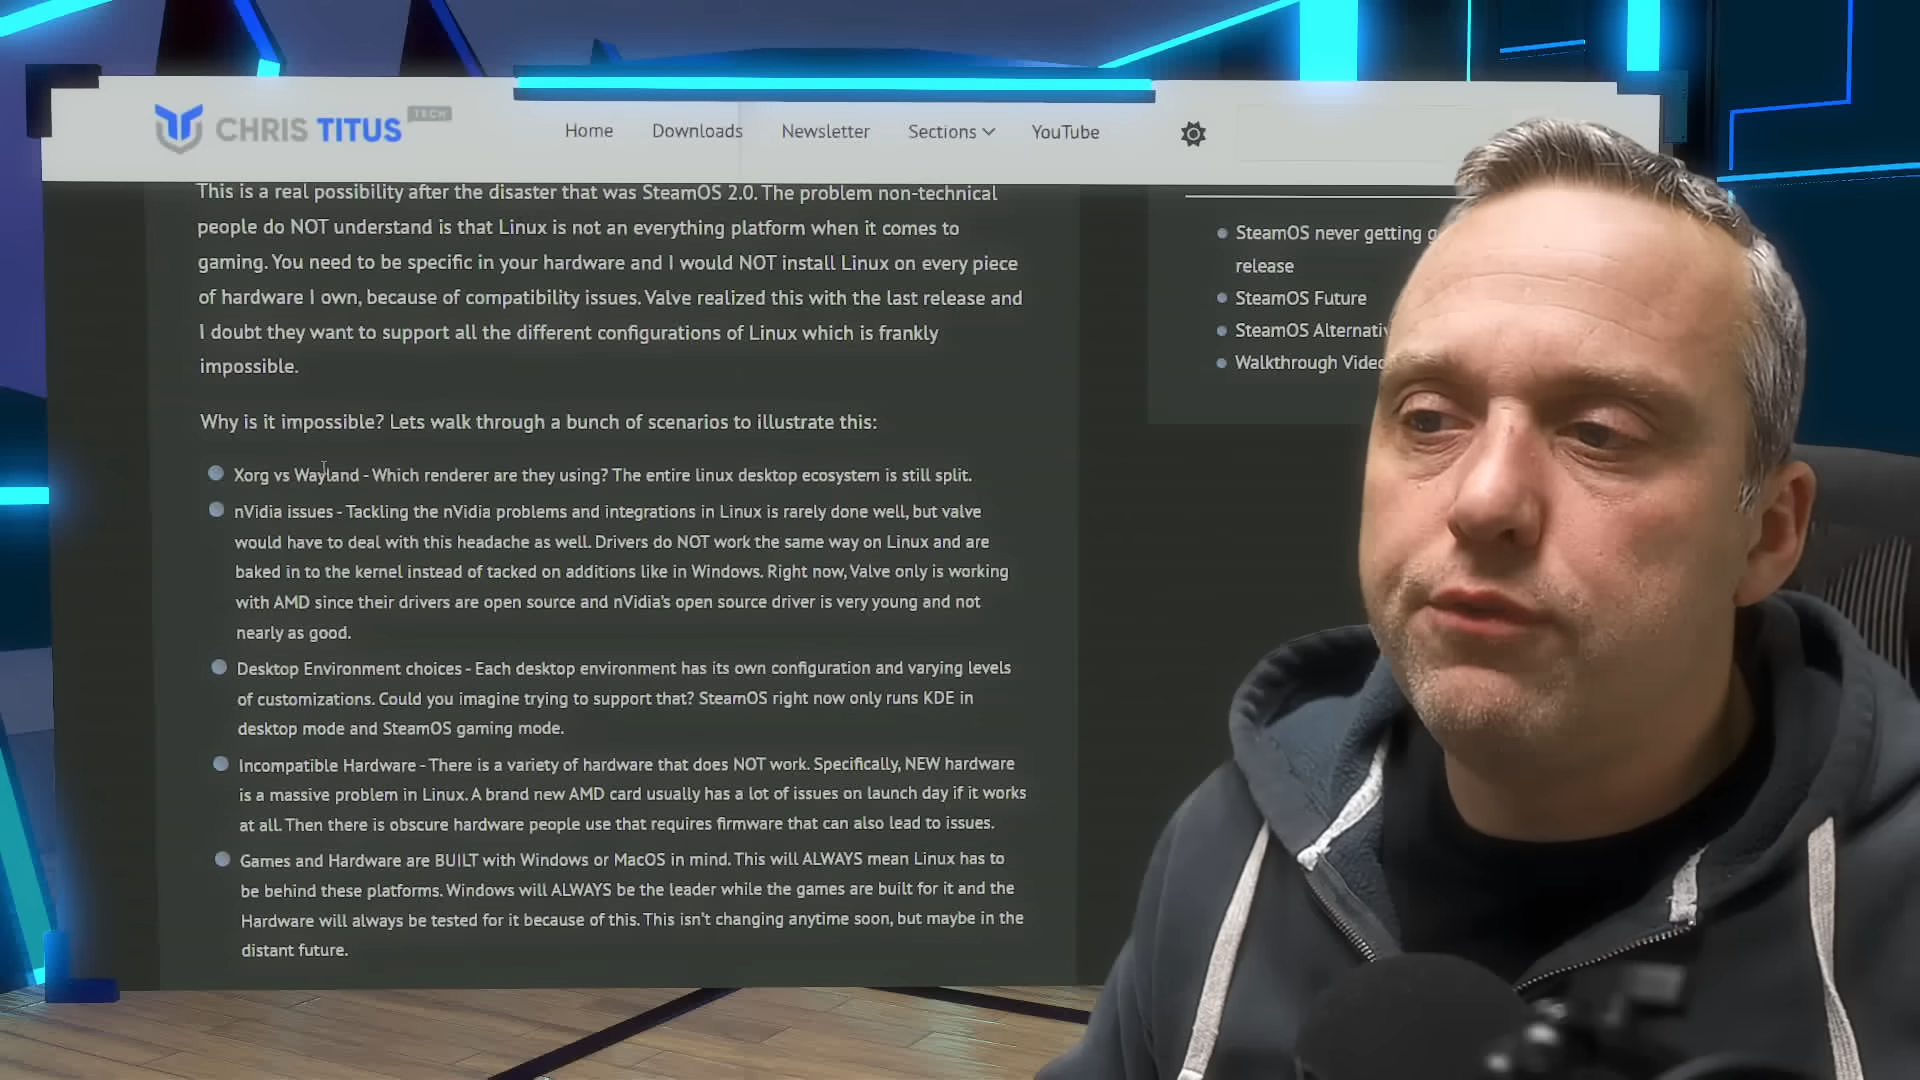 CHRIS TITUS TECH
Home Downloads Newsletter Sections YouTube
This is a real possibility after the disaster that was SteamOS 2.0. The problem non-technical
people do NOT understand is that Linux is not an everything platform when it comes to
gaming. You need to be specific in your hardware and I would NOT install Linux on every piece
of hardware I own, because of compatibility issues. Valve realized this with the last release and
I doubt they want to support all the different configurations of Linux which is frankly
impossible.
Why is it impossible? Lets walk through a bunch of scenarios to illustrate this:
Xorg vs Wayland - Which renderer are they using? The entire linux desktop ecosystem is still split.
nVidia issues - Tackling the nVidia problems and integrations in Linux is rarely done well, but valve
would have to deal with this headache as well. Drivers do NOT work the same way on Linux and are
baked in to the kernel instead of tacked on additions like in Windows. Right now, Valve only is working
with AMD since their drivers are open source and nVidia's open source driver is very young and not
nearly as good.
Desktop Environment choices - Each desktop environment has its own configuration and varying levels
of customizations. Could you imagine trying to support that? SteamOS right now only runs KDE in
desktop mode and SteamOS gaming mode.
Incompatible Hardware - There is a variety of hardware that does NOT work. Specifically, NEW hardware
is a massive problem in Linux. A brand new AMD card usually has a lot of issues on launch day if it works
at all. Then there is obscure hardware people use that requires firmware that can also lead to issues.
Games and Hardware are BUILT with Windows or MacOS in mind. This will ALWAYS mean Linux has to
be behind these platforms. Windows will ALWAYS be the leader while the games are built for it and the
Hardware will always be tested for it because of this. This isn't changing anytime soon, but maybe in the
distant future.
SteamOS never getting
release
SteamOS Future
SteamOS
Walkthrough